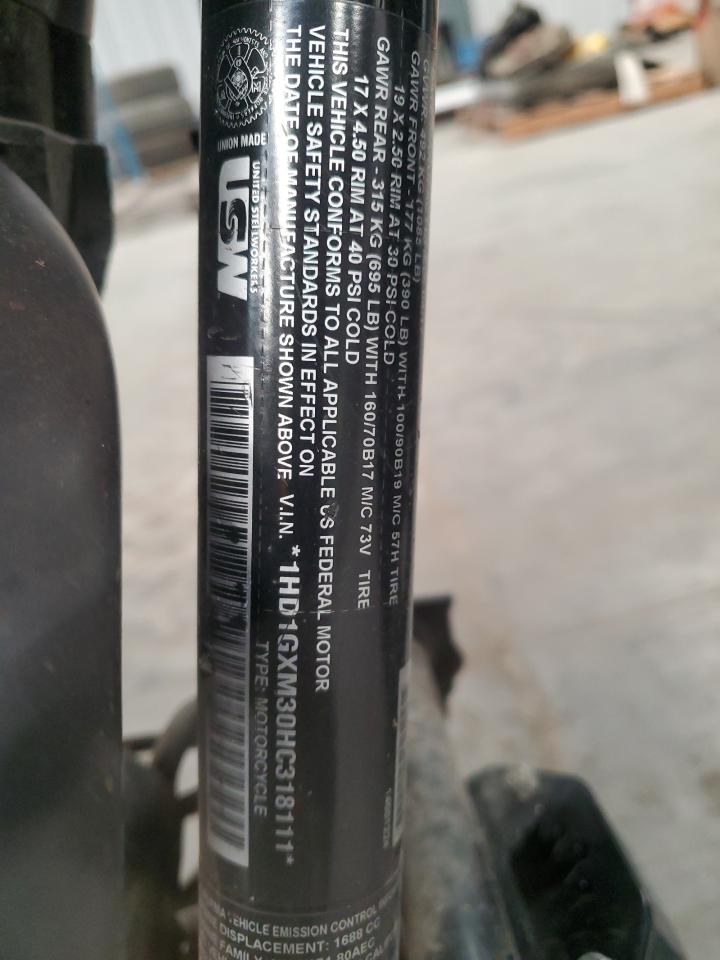 GAWR FRONT - 177 KG (390 LB) WITH 100/90B19 M/C 57H TIRE
19 X 2.50 RIM AT 30 PSI COLD
GAWR REAR - 315 KG (695 LB) WITH 160/70B17 M/C 73V TIRE
17 X 4.50 RIM AT 40 PSI COLD
THIS VEHICLE CONFORMS TO ALL APPLICABLE US FEDERAL MOTOR
VEHICLE SAFETY STANDARDS IN EFFECT ON
THE DATE OF MANUFACTURE SHOWN ABOVE V.I.N. *1HD1GXM30HC318111*
TYPE: MOTORCYCLE
UNION MADE
USW
UNITED STEELWORKERS
VEHICLE EMISSION CONTROL
DISPLACEMENT: 1688 CC